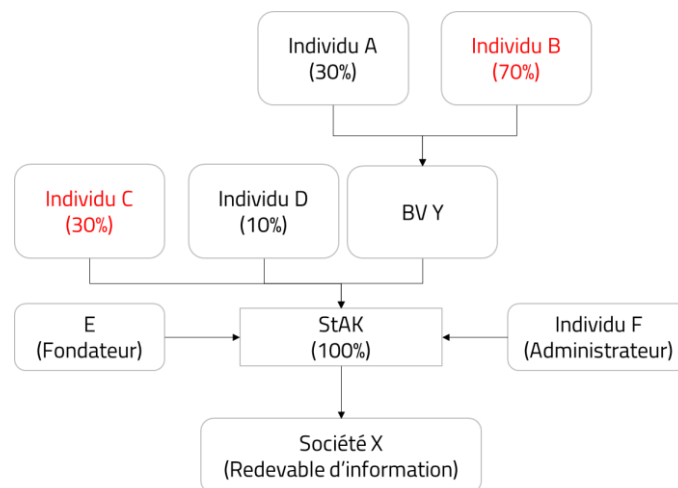 Individu A
(30%)
Individu B
(70%)
Individu C
(30%)
Individu D
(10%)
BV Y
E
(Fondateur)
StAK
(100%)
Individu F
(Administrateur)
Société X
(Redevable d'information)